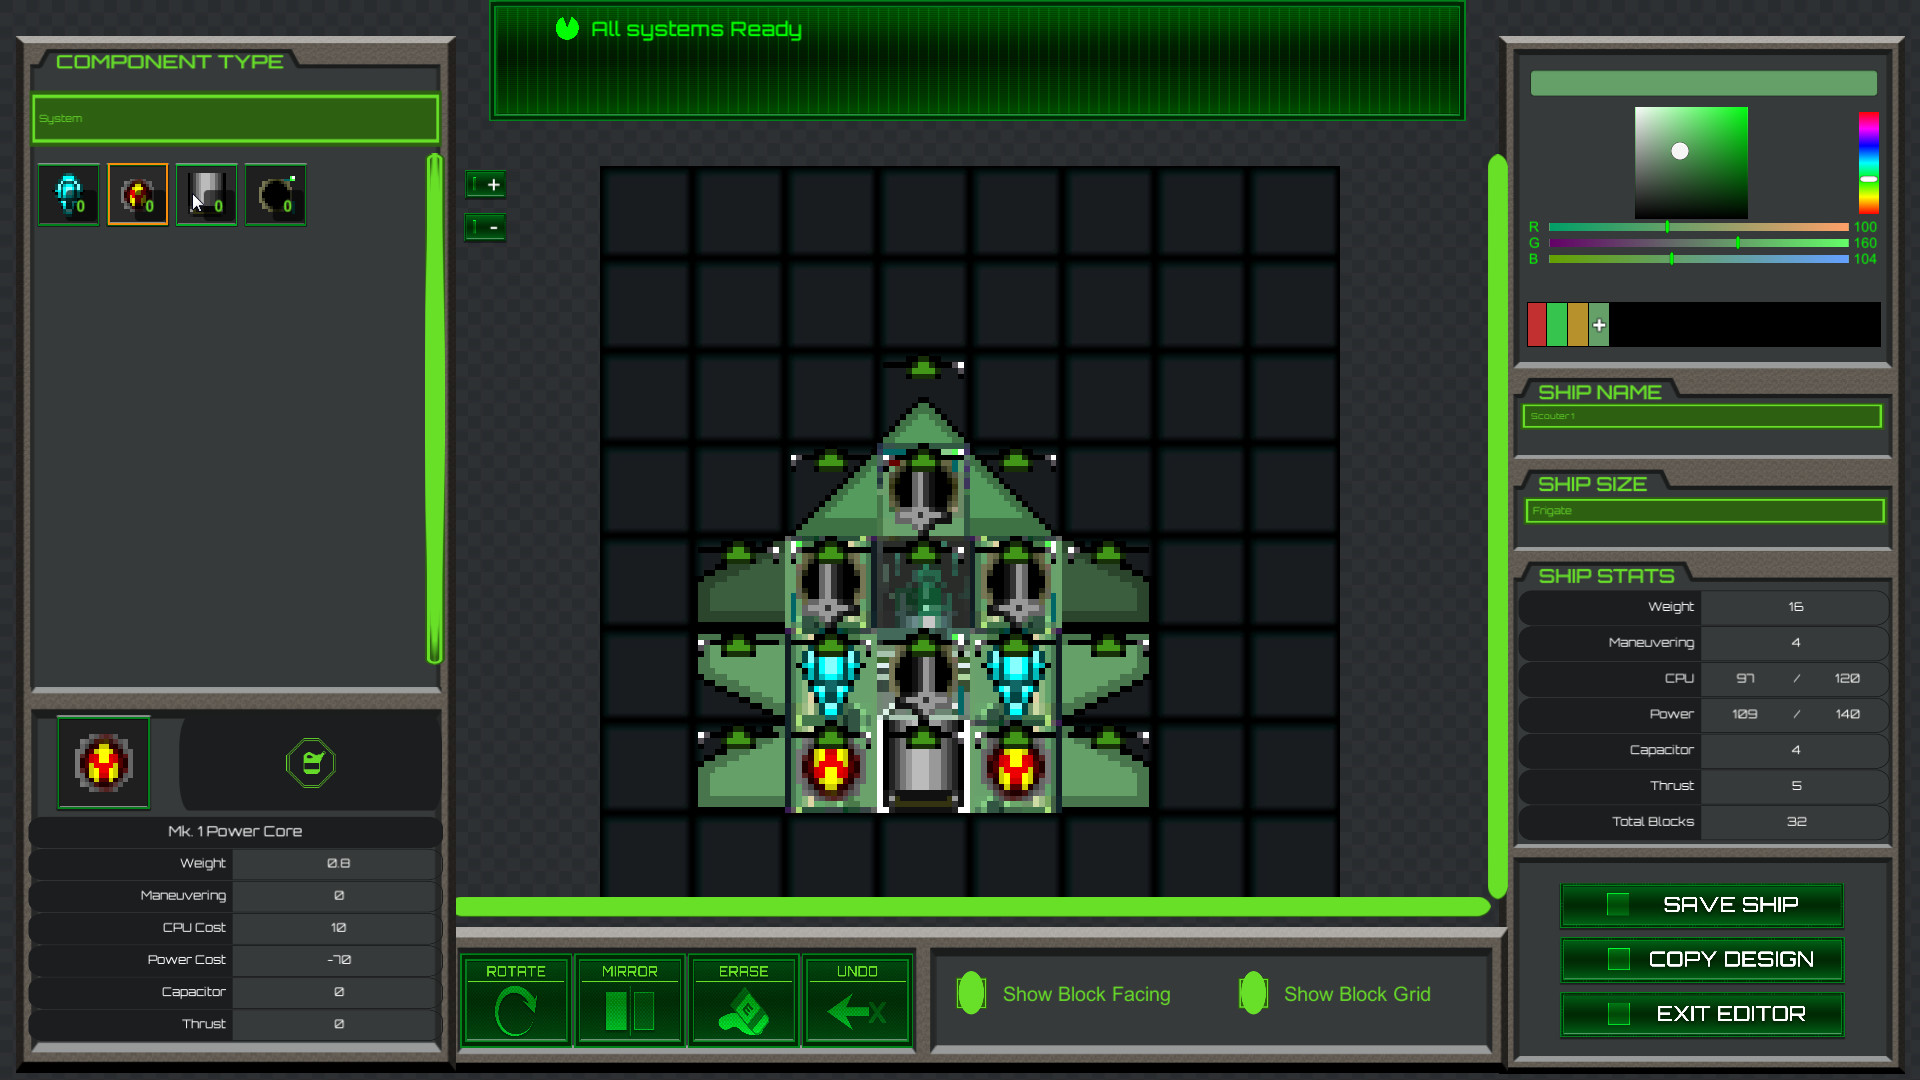 All systems Ready
COMPONENT TYPE
System
0
0
0
0
+
-
Mk. 1 Power Core
Weight 0.8
Maneuvering 0
CPU Cost 10
Power Cost -70
Capacitor 0
Thrust 0
ROTATE
MIRROR
ERASE
UNDO
Show Block Facing
Show Block Grid
R 100
G 160
B 104
+
SHIP NAME
Scouter 1
SHIP SIZE
Frigate
SHIP STATS
Weight 16
Maneuvering 4
CPU 97 / 120
Power 109 / 140
Capacitor 4
Thrust 5
Total Blocks 32
SAVE SHIP
COPY DESIGN
EXIT EDITOR